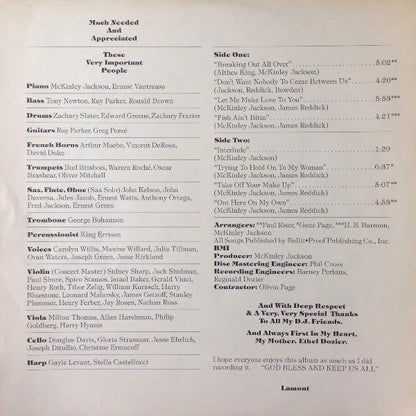 Much Needed
And
Appreciated
These
Very Important
People
Piano McKinley Jackson, Ernest Vantrease
Bass Tony Newton, Ray Parker, Ronald Brown
Drums Zachary Slater, Edward Greene, Zachary Frazier
Guitars Ray Parker, Greg Poreé
French Horns Arthur Maebe, Vincent DeRosa,
David Duke
Trumpets Bud Brisbois, Warren Roché, Oscar
Brashear, Oliver Mitchell
Sax, Flute, Oboe (Sax Solo) John Kelson, John
Daversa, Jules Jacob, Ernest Watts, Anthony Ortega,
Fred Jackson, Ernest Green
Trombone George Bohannon
Percussionist King Errison
Voices Carolyn Willis, Maxine Willard, Julia Tillman,
Oran Waters, Joseph Green, Jesse Kirkland
Violin (Concert Master) Sidney Sharp, Jack Shulman,
Paul Shure, Spiro Stamos, Israel Baker, Gerald Vinci,
Henry Roth, Tibor Zelig, William Kurasch, Harry
Bluestone, Leonard Malarsky, James Getzoff, Stanley
Plummer, Henry Ferber, Jay Rosen, Nathan Ross
Viola Milton Thomas, Allan Harshman, Philip
Goldberg, Harry Hyams
Cello Douglas Davis, Gloria Strassner, Jesse Ehrlich,
Joseph Ditullio, Christine Ermacoff
Harp Gayle Levant, Stella Castellucci
Side One:
"Breaking Out All Over" 3:02**
(Althea King, McKinley Jackson)
"Don't Want Nobody To Come Between Us" 4:20**
(Jackson, Reddick, Bowden)
"Let Me Make Love To You" 5:53***
(McKinley Jackson, James Reddick)
"Fish Ain't Bitin" 4:21***
(McKinley Jackson, James Reddick)
Side Two:
"Interlude" 1:29
(McKinley Jackson)
"Trying To Hold On To My Woman" 6:37*
(McKinley Jackson, James Reddick)
"Take Off Your Make Up" 5:07**
(McKinley Jackson, James Reddick)
"Out Here On My Own" 4:53**
(McKinley Jackson, James Reddick)
Arrangers: **Paul Riser, *Gene Page, ***H. B. Barnum,
McKinley Jackson
All Songs Published by Bullit•Proof Publishing Co., Inc.
BMI
Producer: McKinley Jackson
Disc Mastering Engineer: Phil Cross
Recording Engineers: Barney Perkins,
Reginald Dozier
Contractor: Olivia Page
And With Deep Respect
& A Very, Very Special Thanks
To All My D.J. Friends.
And Always First In My Heart,
My Mother, Ethel Dozier.
I hope everyone enjoys this album as much as I did
recording it. "GOD BLESS AND KEEP US ALL"
Lamont